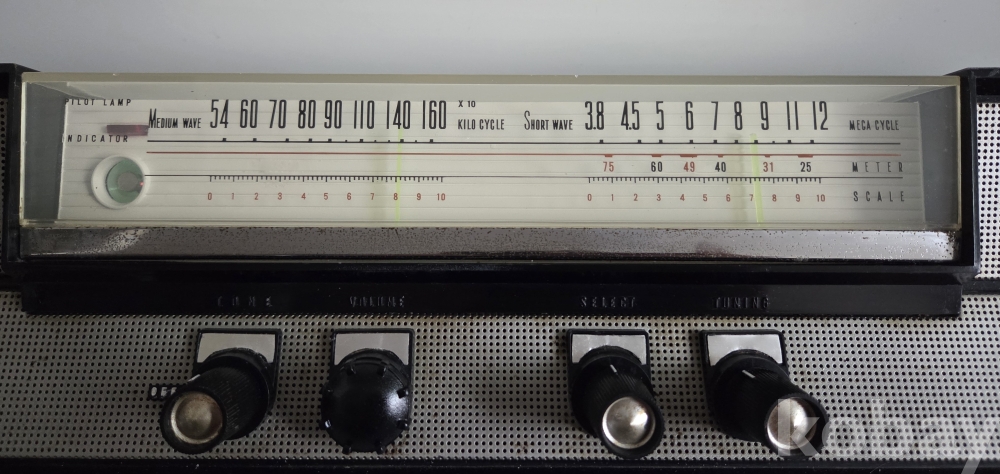 PILOT LAMP
MEDIUM WAVE 54 60 70 80 90 110 140 160 X 10 KILO CYCLE SHORT WAVE 3.8 4.5 5 6 7 8 9 11 12 MEGA CYCLE
INDICATOR
75 60 49 40 31 25 METER
0 1 2 3 4 5 6 7 8 9 10 0 1 2 3 4 5 6 7 8 9 10 SCALE
TONE VOLUME SELECT TUNING
OFF
kobay